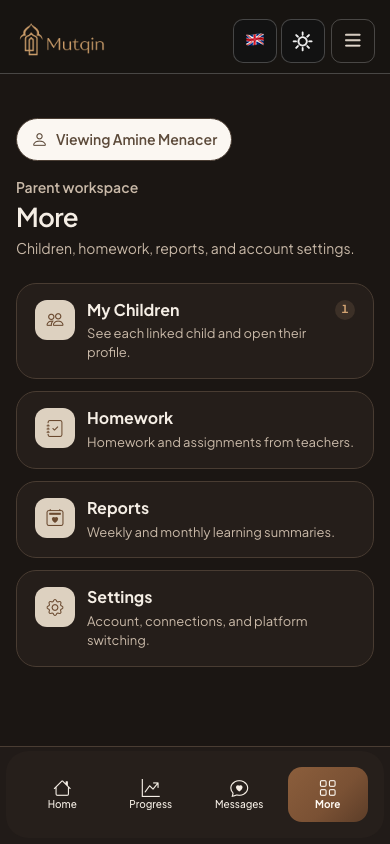 Mutqin
Viewing Amine Menacer
Parent workspace
More
Children, homework, reports, and account settings.
My Children
1
See each linked child and open their
profile.
Homework
Homework and assignments from teachers.
Reports
Weekly and monthly learning summaries.
Settings
Account, connections, and platform
switching.
Home
Progress
Messages
More